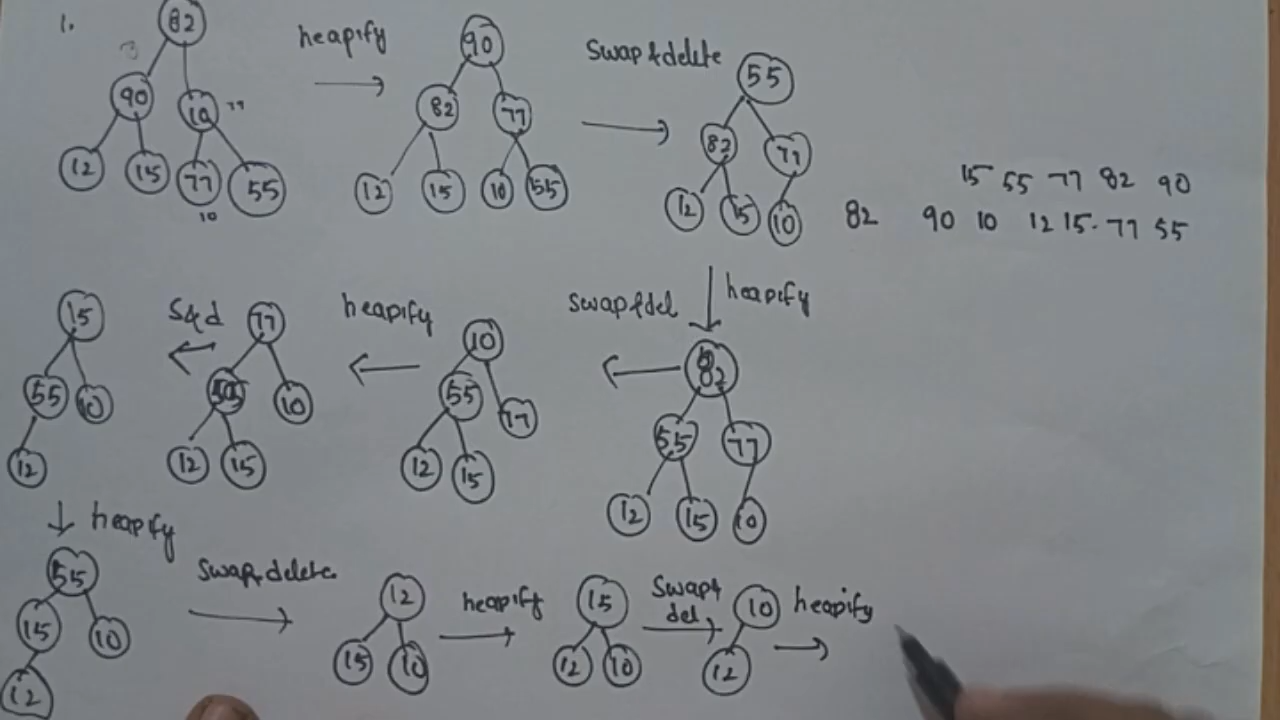 1.
82
90 10 77
12 15 77 55
10
heapify
90
82 77
12 15 10 55
Swap & delete
55
82 77
12 15 10
15 55 77 82 90
82 90 10 12 15. 77 55
heapify
82
55 77
12 15 10
swap & del
10
55 77
12 15
heapify
77
10
12 15
S & d
15
55 10
12
heapify
55
15 10
12
Swap, delete.
12
15 10
heapify
15
12 10
Swap & del
10
12
heapify